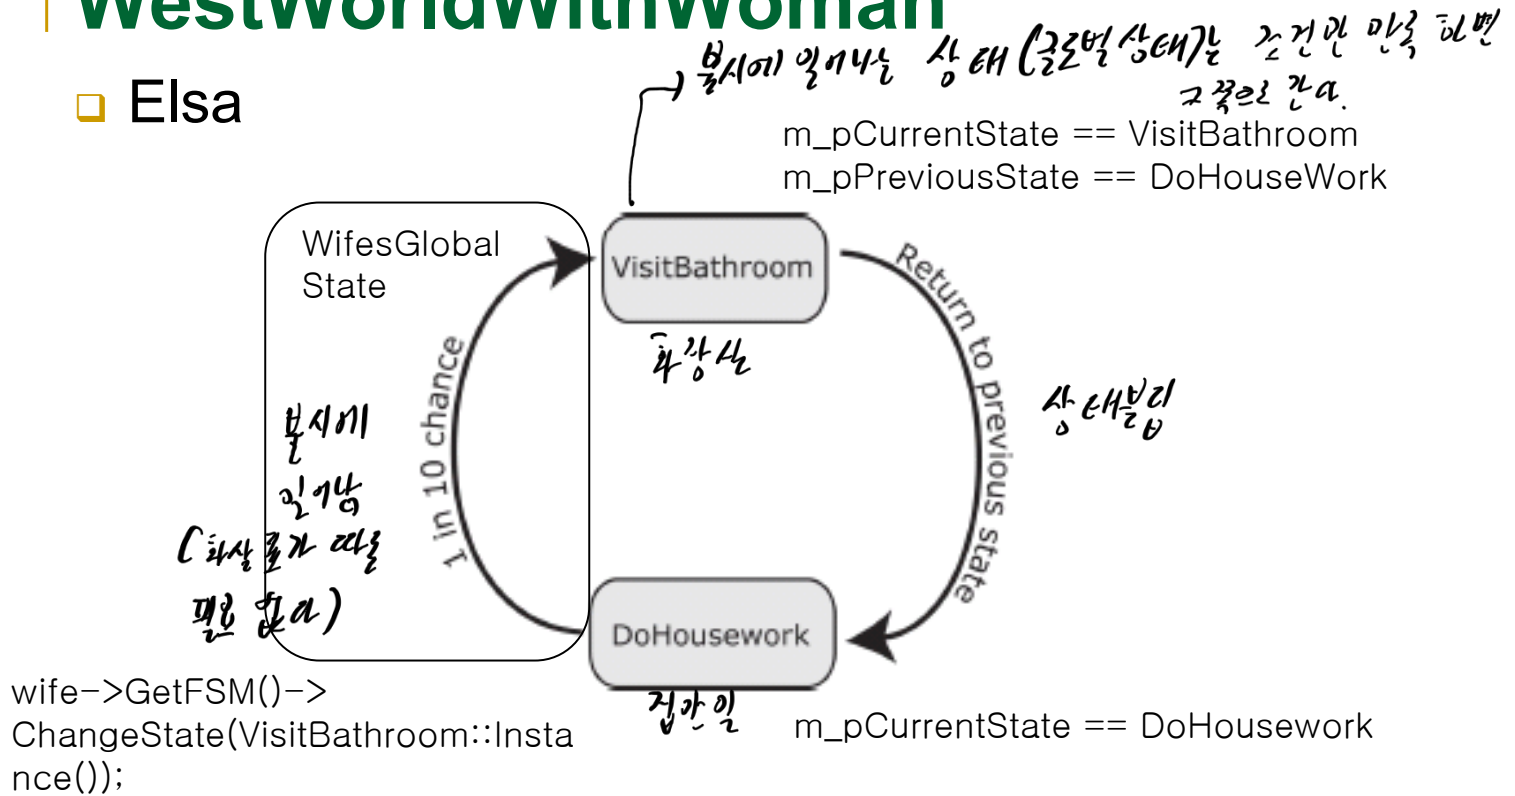 WestWorldWithWoman
불시에 일어나는 상태(글로벌상태)는 조건만 만족하면
그쪽으로 간다.
Elsa
m_pCurrentState == VisitBathroom
m_pPreviousState == DoHouseWork
WifesGlobal
State
VisitBathroom
Return to previous state
화장실
1 in 10 chance
상태블립
불시에
일어남
(화살표가 따로
필요 없다)
DoHousework
집안일
wife->GetFSM()->
ChangeState(VisitBathroom::Insta
nce());
m_pCurrentState == DoHousework